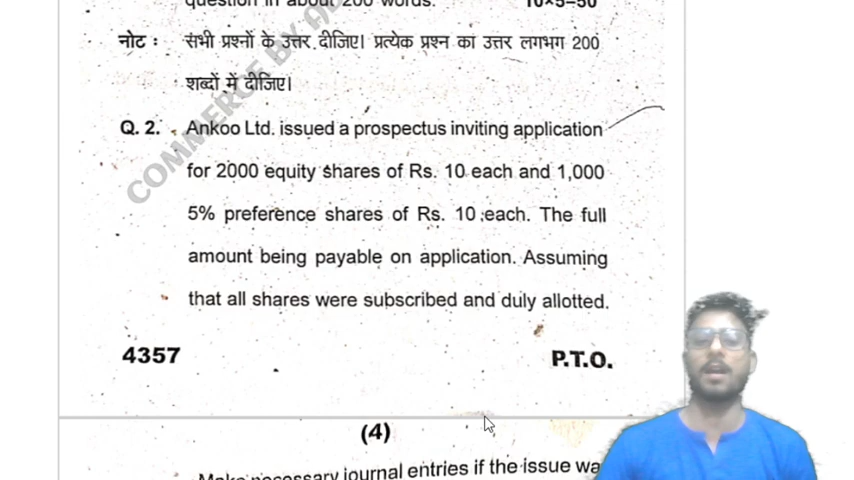 question in about 200 words. 10×5=50
नोट : सभी प्रश्नों के उत्तर दीजिए। प्रत्येक प्रश्न का उत्तर लगभग 200
शब्दों में दीजिए।
COMMERCE BY
Q. 2. Ankoo Ltd. issued a prospectus inviting application
for 2000 equity shares of Rs. 10 each and 1,000
5% preference shares of Rs. 10 each. The full
amount being payable on application. Assuming
that all shares were subscribed and duly allotted.
4357 P.T.O.
(4)
Make necessary journal entries if the issue wa